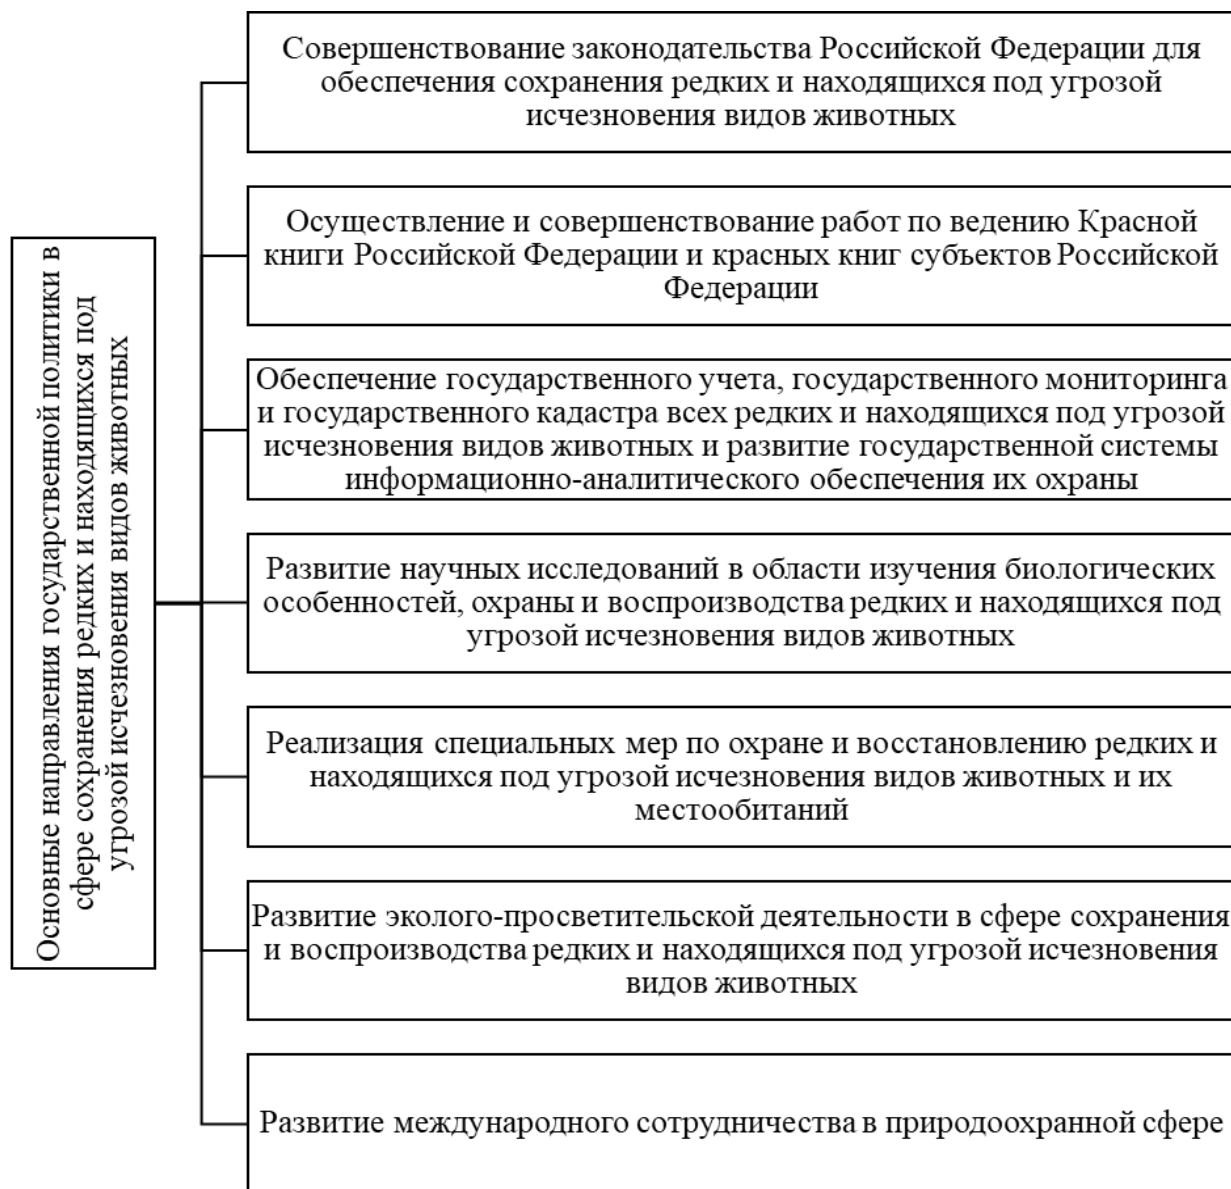 Основные направления государственной политики в
сфере сохранения редких и находящихся под
угрозой исчезновения видов животных
Совершенствование законодательства Российской Федерации для
обеспечения сохранения редких и находящихся под угрозой
исчезновения видов животных
Осуществление и совершенствование работ по ведению Красной
книги Российской Федерации и красных книг субъектов Российской
Федерации
Обеспечение государственного учета, государственного мониторинга
и государственного кадастра всех редких и находящихся под угрозой
исчезновения видов животных и развитие государственной системы
информационно-аналитического обеспечения их охраны
Развитие научных исследований в области изучения биологических
особенностей, охраны и воспроизводства редких и находящихся под
угрозой исчезновения видов животных
Реализация специальных мер по охране и восстановлению редких и
находящихся под угрозой исчезновения видов животных и их
местообитаний
Развитие эколого-просветительской деятельности в сфере сохранения
и воспроизводства редких и находящихся под угрозой исчезновения
видов животных
Развитие международного сотрудничества в природоохранной сфере